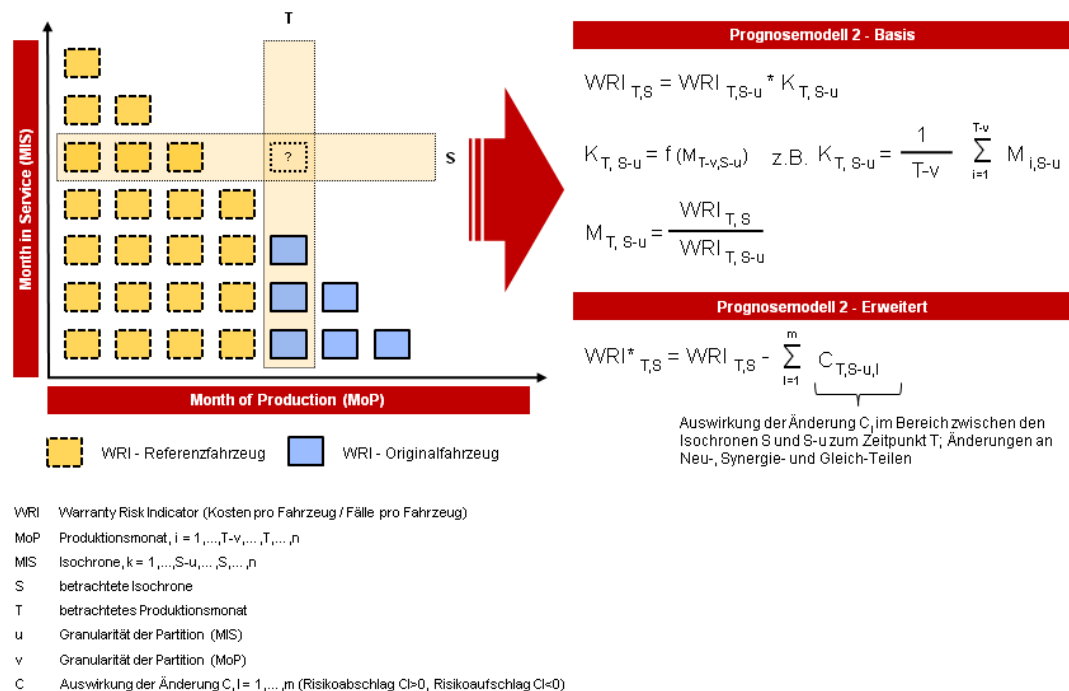 T
Month in Service (MIS)
?
S
Month of Production (MoP)
WRI - Referenzfahrzeug
WRI - Originalfahrzeug
Prognosemodell 2 - Basis
WRI T,S = WRI T,S-u * K T, S-u
K T, S-u = f (M T-v,S-u) z.B. K T, S-u = 1 / T-v T-v ∑ i=1 M i,S-u
M T, S-u = WRI T, S / WRI T, S-u
Prognosemodell 2 - Erweitert
WRI* T,S = WRI T,S - m ∑ l=1 C T,S-u,l
Auswirkung der Änderung C l im Bereich zwischen den
Isochronen S und S-u zum Zeitpunkt T; Änderungen an
Neu-, Synergie- und Gleich-Teilen
WRI Warranty Risk Indicator (Kosten pro Fahrzeug / Fälle pro Fahrzeug)
MoP Produktionsmonat, i = 1,...,T-v,...,T,...,n
MIS Isochrone, k = 1,...,S-u,...,S,...,n
S betrachtete Isochrone
T betrachtetes Produktionsmonat
u Granularität der Partition (MIS)
v Granularität der Partition (MoP)
C Auswirkung der Änderung C, l = 1,...,m (Risikoabschlag Cl>0, Risikoaufschlag Cl<0)